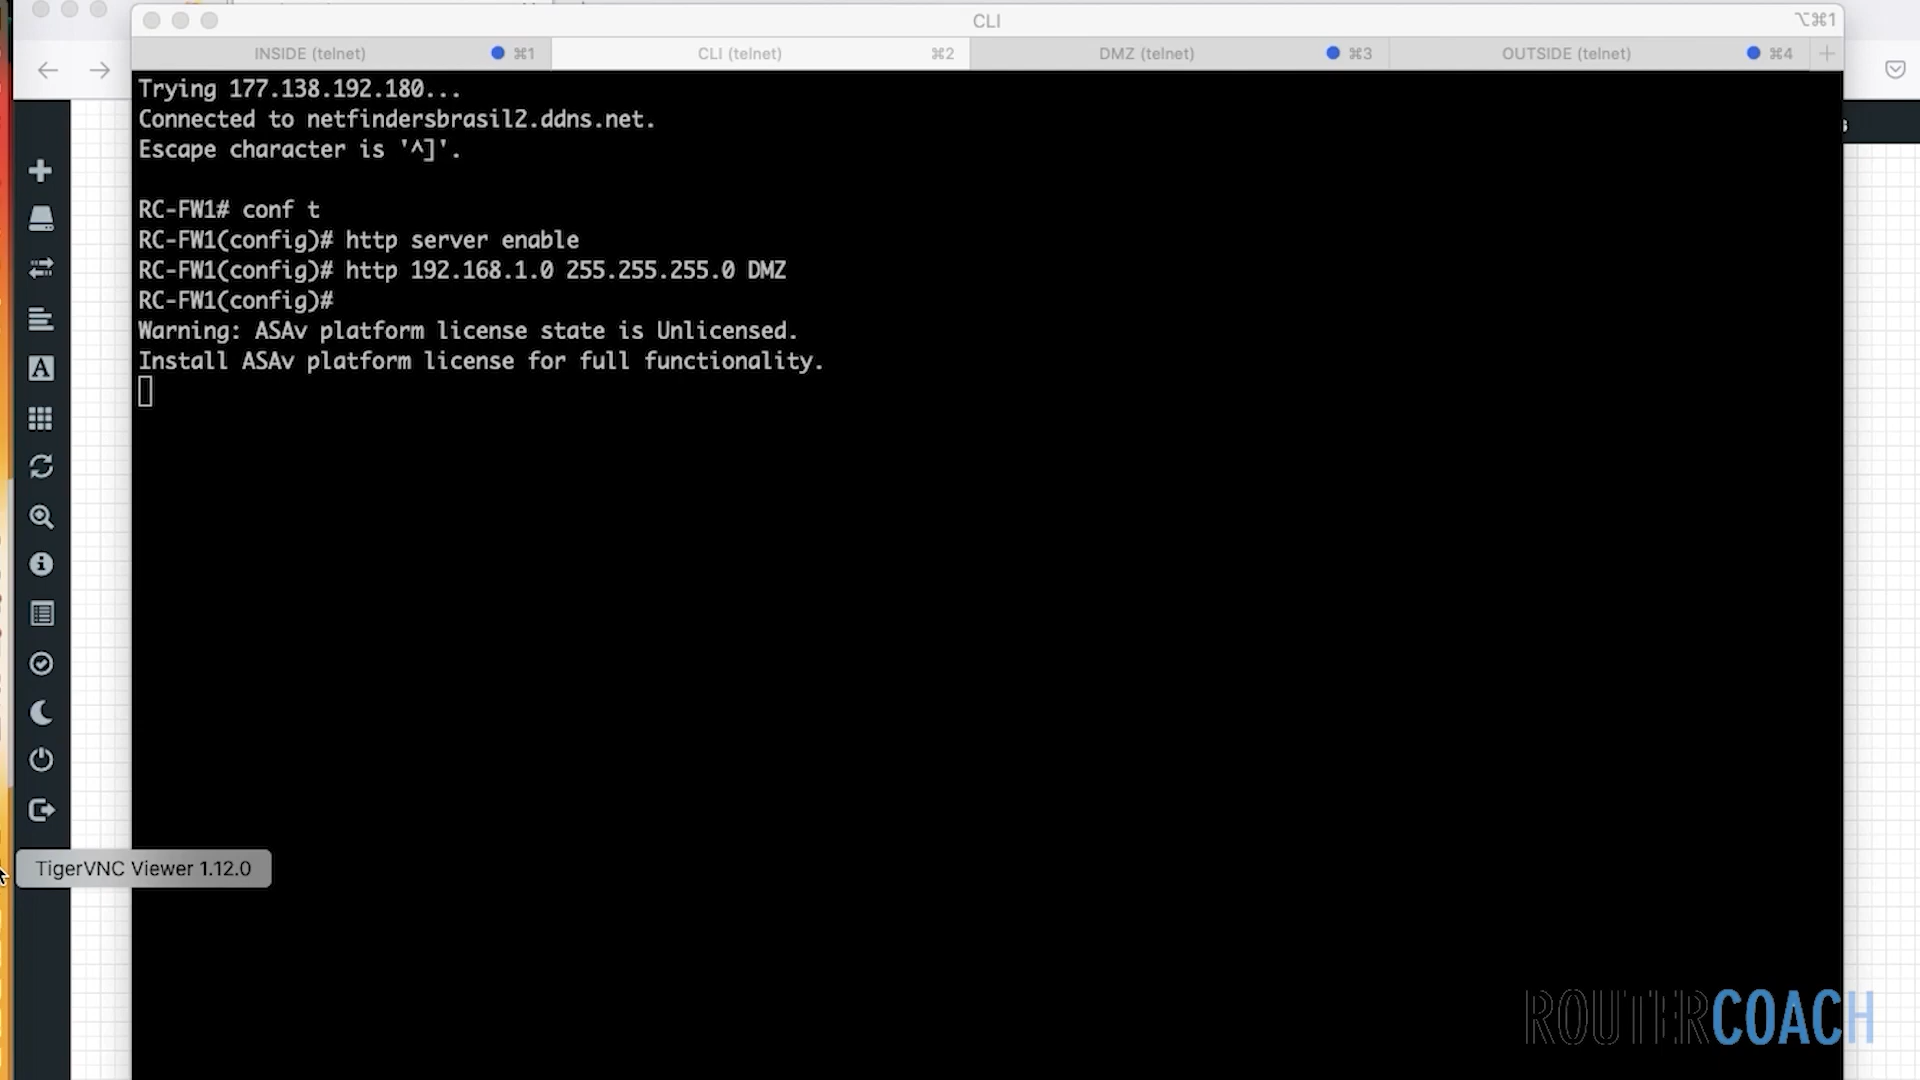 CLI
⌥⌘1
INSIDE (telnet) ⌘1
CLI (telnet) ⌘2
DMZ (telnet) ⌘3
OUTSIDE (telnet) ⌘4
Trying 177.138.192.180...
Connected to netfindersbrasil2.ddns.net.
Escape character is '^]'.
RC-FW1# conf t
RC-FW1(config)# http server enable
RC-FW1(config)# http 192.168.1.0 255.255.255.0 DMZ
RC-FW1(config)#
Warning: ASAv platform license state is Unlicensed.
Install ASAv platform license for full functionality.
A
TigerVNC Viewer 1.12.0
ROUTERCOACH